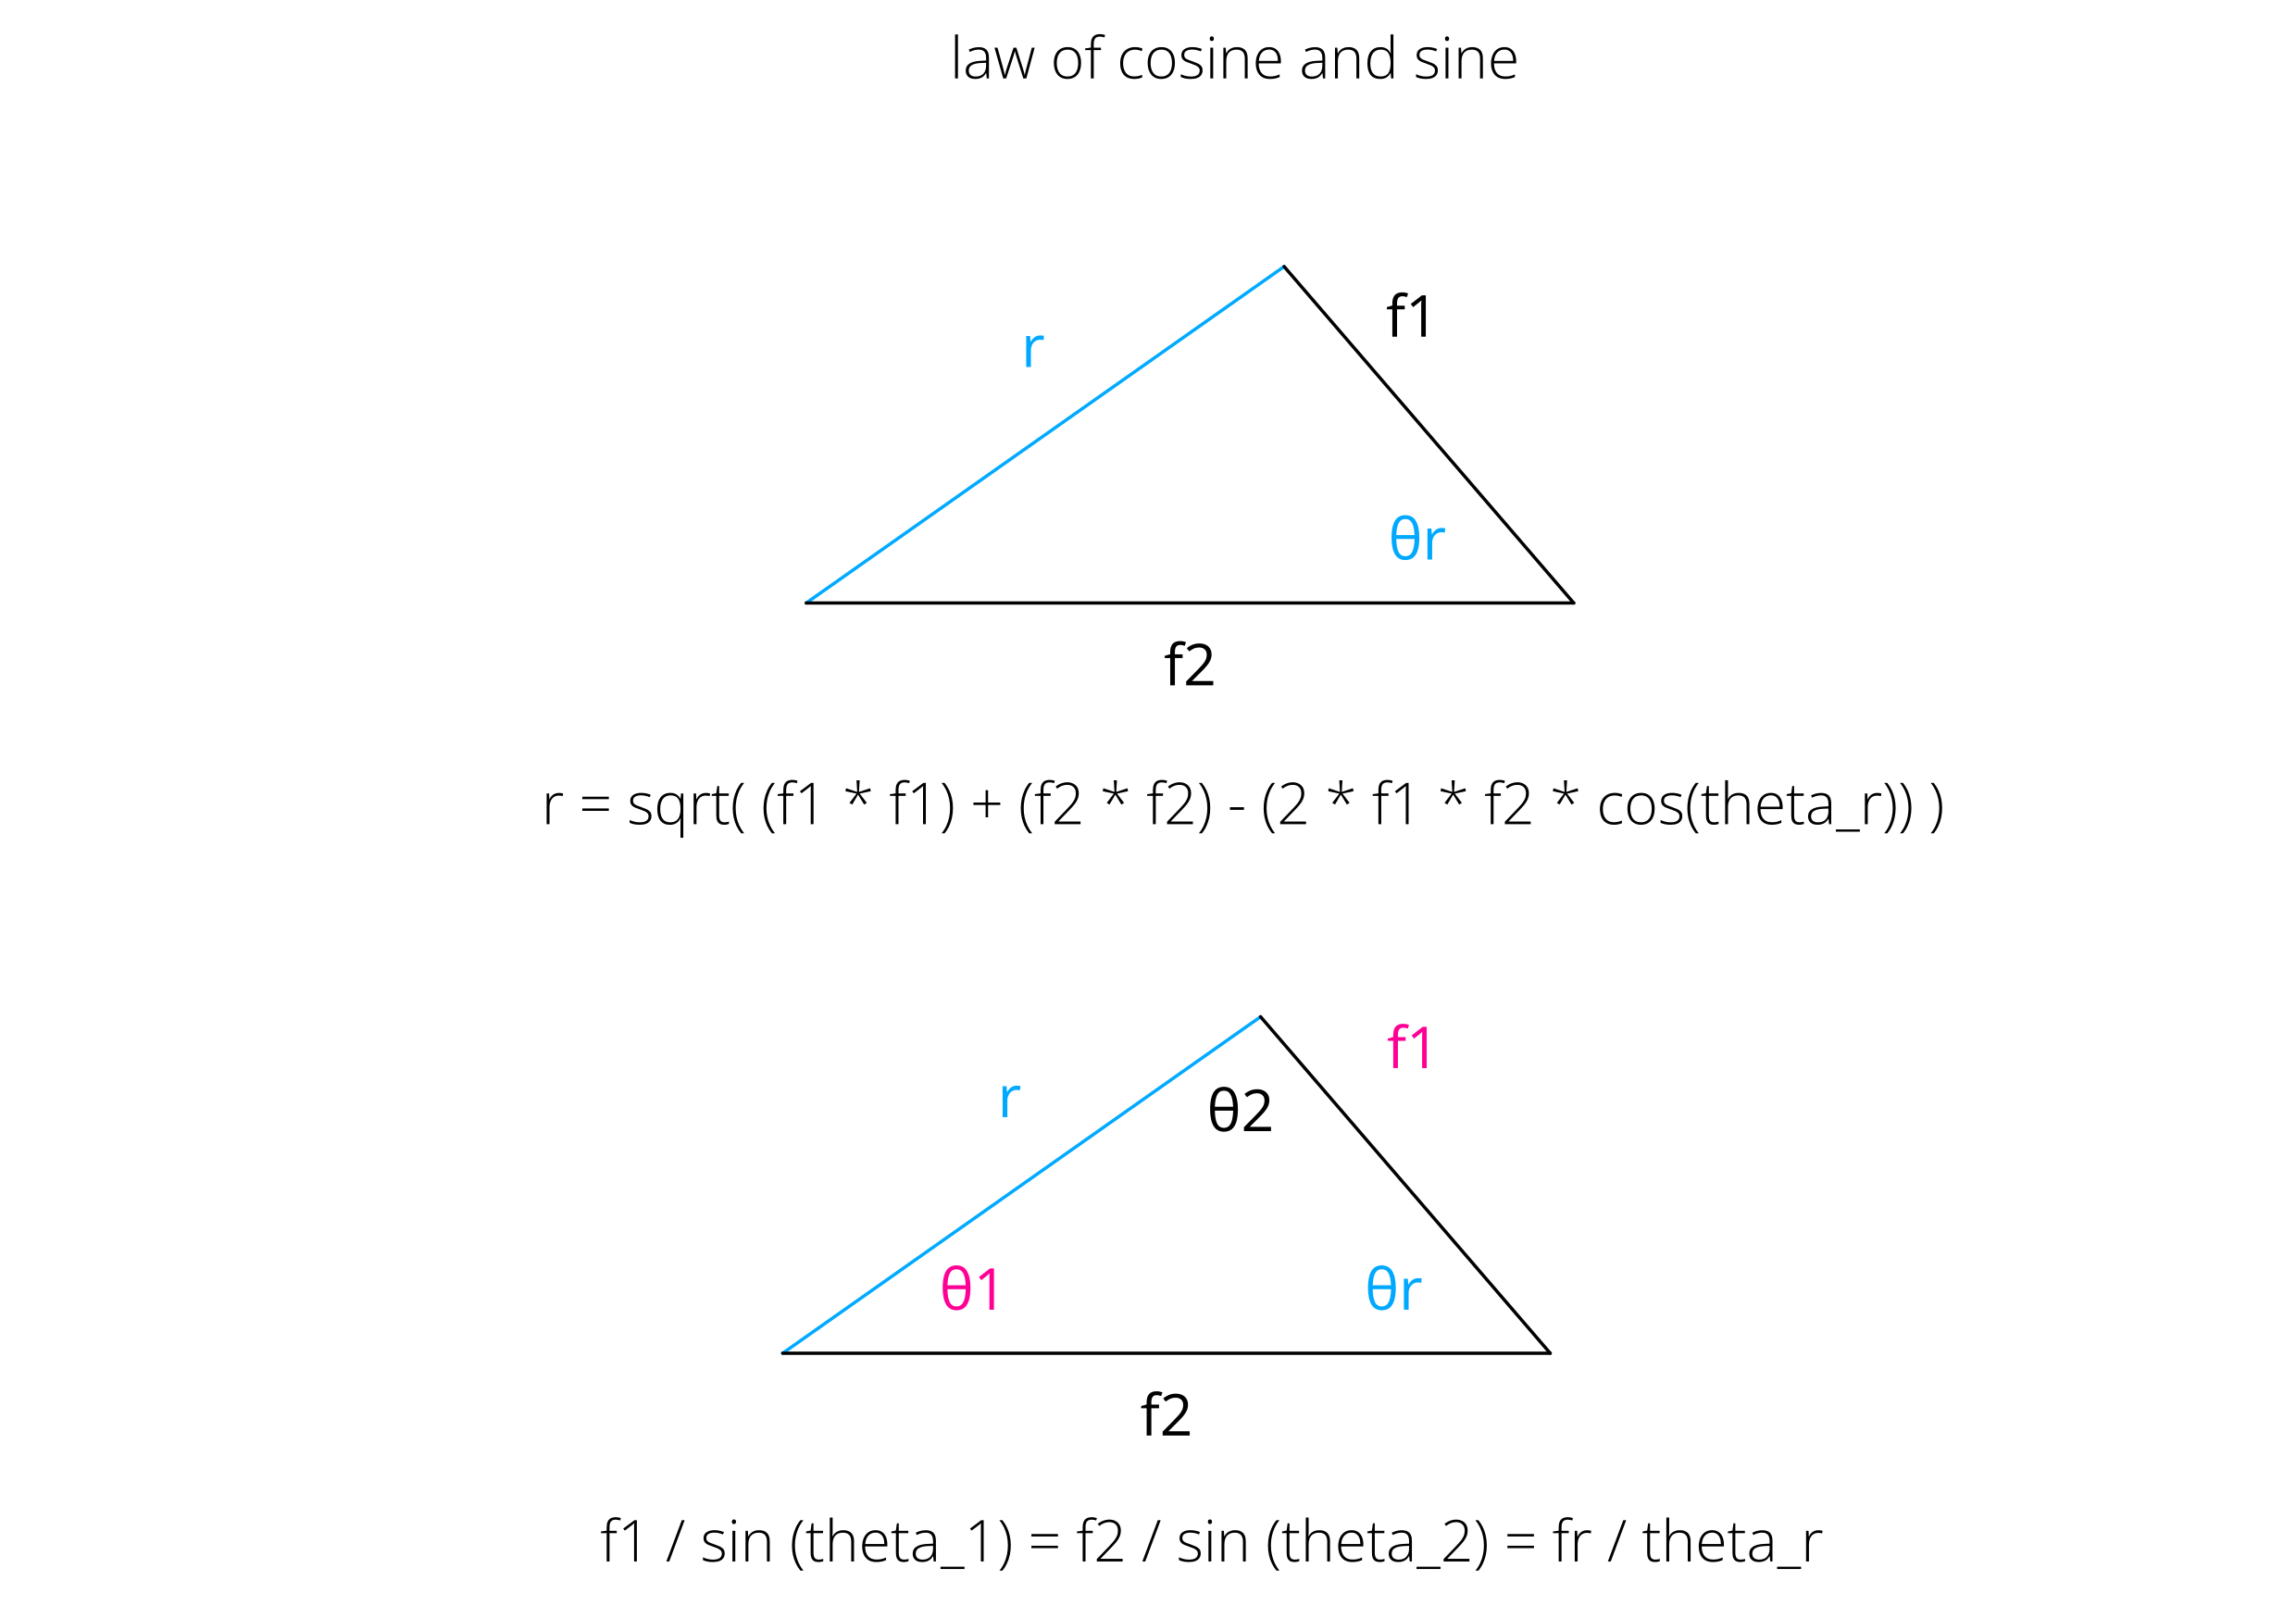 law of cosine and sine
f1
r
θr
f2
r = sqrt( (f1 * f1) + (f2 * f2) - (2 * f1 * f2 * cos(theta_r)) )
f1
r
θ2
θ1
θr
f2
f1 / sin (theta_1) = f2 / sin (theta_2) = fr / theta_r